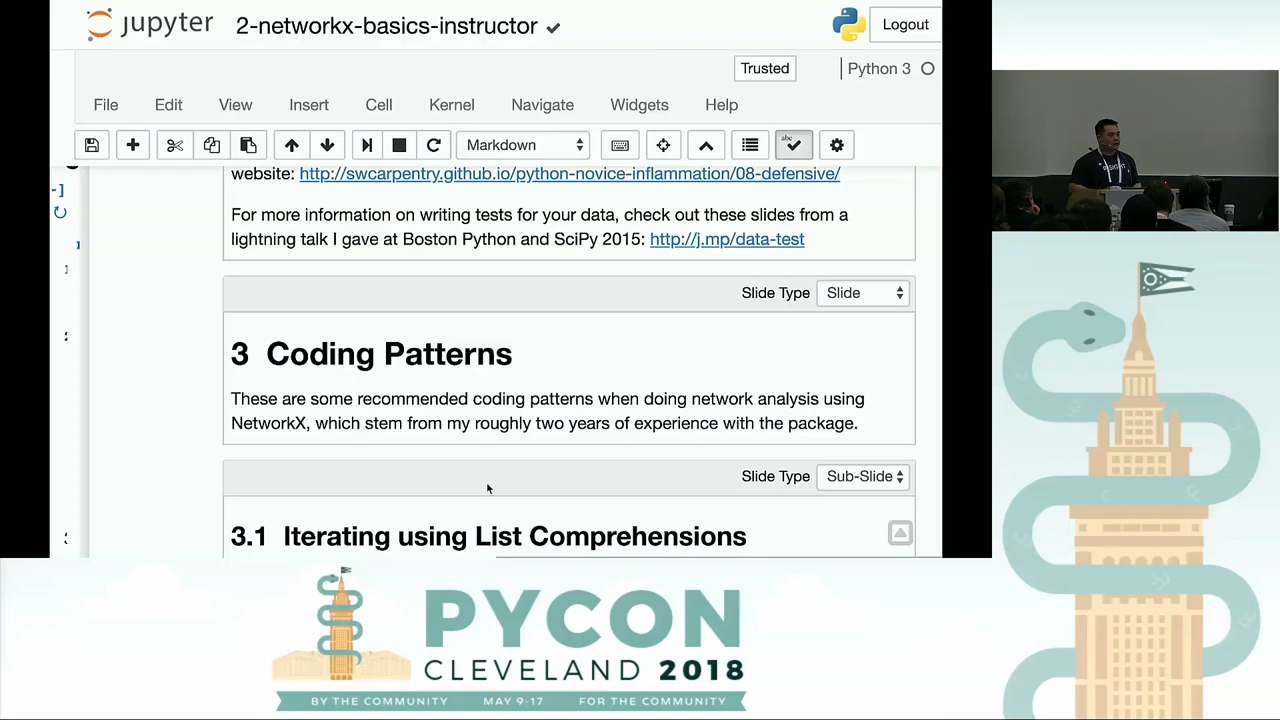 jupyter 2-networkx-basics-instructor
Logout
Trusted
Python 3
File Edit View Insert Cell Kernel Navigate Widgets Help
Markdown
abc
website: http://swcarpentry.github.io/python-novice-inflammation/08-defensive/
For more information on writing tests for your data, check out these slides from a
lightning talk I gave at Boston Python and SciPy 2015: http://j.mp/data-test
Slide Type Slide
3 Coding Patterns
These are some recommended coding patterns when doing network analysis using
NetworkX, which stem from my roughly two years of experience with the package.
Slide Type Sub-Slide
3.1 Iterating using List Comprehensions
PYCON
CLEVELAND 2018
BY THE COMMUNITY MAY 9-17 FOR THE COMMUNITY